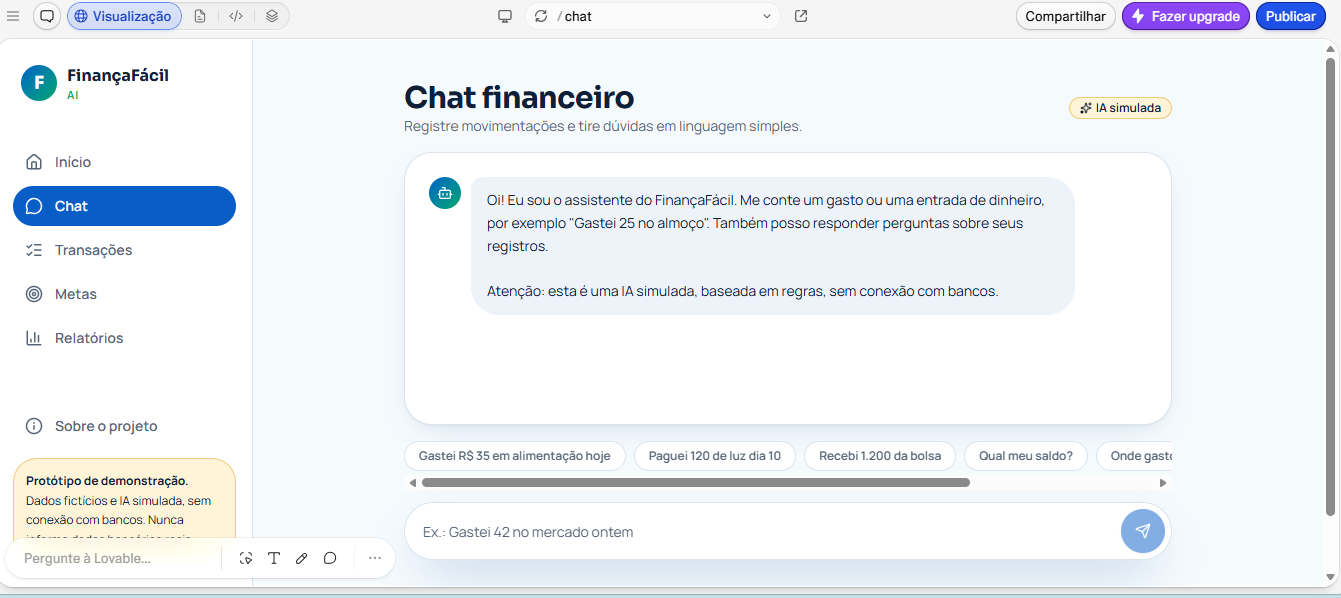 Visualização
/ chat
Compartilhar
Fazer upgrade
Publicar
F
FinançaFácil
AI
Início
Chat
Transações
Metas
Relatórios
Sobre o projeto
Protótipo de demonstração.
Dados fictícios e IA simulada, sem
conexão com bancos. Nunca
Pergunte à Lovable...
T
Chat financeiro
Registre movimentações e tire dúvidas em linguagem simples.
IA simulada
Oi! Eu sou o assistente do FinançaFácil. Me conte um gasto ou uma entrada de dinheiro,
por exemplo "Gastei 25 no almoço". Também posso responder perguntas sobre seus
registros.
Atenção: esta é uma IA simulada, baseada em regras, sem conexão com bancos.
Gastei R$ 35 em alimentação hoje
Paguei 120 de luz dia 10
Recebi 1.200 da bolsa
Qual meu saldo?
Onde gasto
Ex.: Gastei 42 no mercado ontem